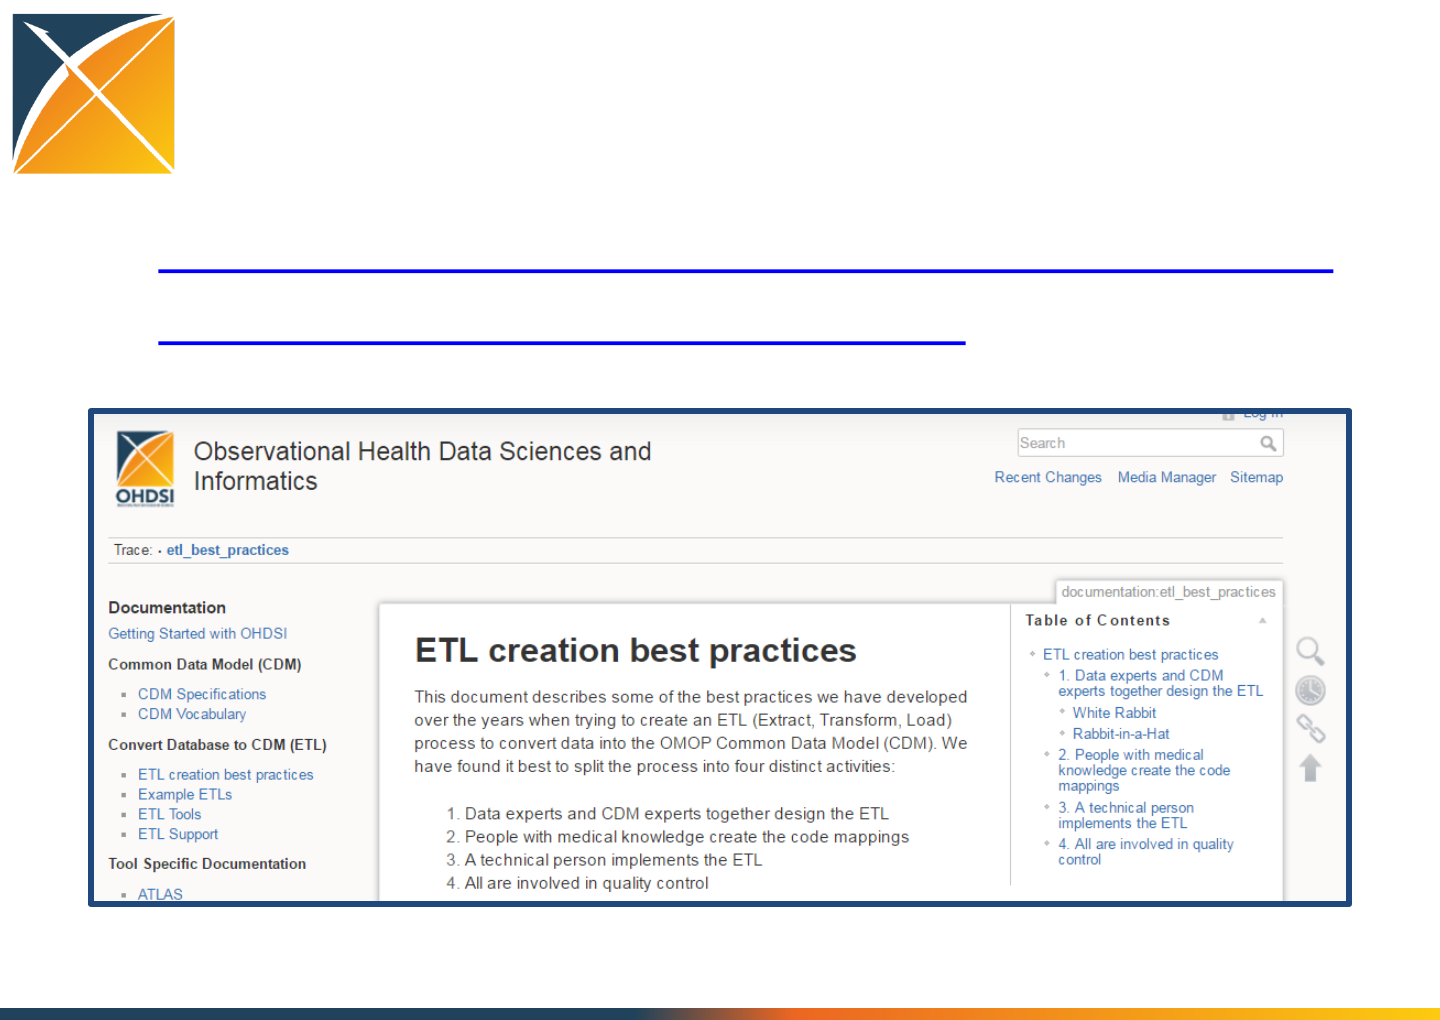 Log In
OHDSI
Observational Health Data Sciences and
Informatics
Search
Recent Changes Media Manager Sitemap
Trace: • etl_best_practices
documentation:etl_best_practices
Documentation
Getting Started with OHDSI
Common Data Model (CDM)
CDM Specifications
CDM Vocabulary
Convert Database to CDM (ETL)
ETL creation best practices
Example ETLs
ETL Tools
ETL Support
Tool Specific Documentation
ATLAS
ETL creation best practices
This document describes some of the best practices we have developed
over the years when trying to create an ETL (Extract, Transform, Load)
process to convert data into the OMOP Common Data Model (CDM). We
have found it best to split the process into four distinct activities:
1. Data experts and CDM experts together design the ETL
2. People with medical knowledge create the code mappings
3. A technical person implements the ETL
4. All are involved in quality control
Table of Contents
ETL creation best practices
1. Data experts and CDM
experts together design the ETL
White Rabbit
Rabbit-in-a-Hat
2. People with medical
knowledge create the code
mappings
3. A technical person
implements the ETL
4. All are involved in quality
control